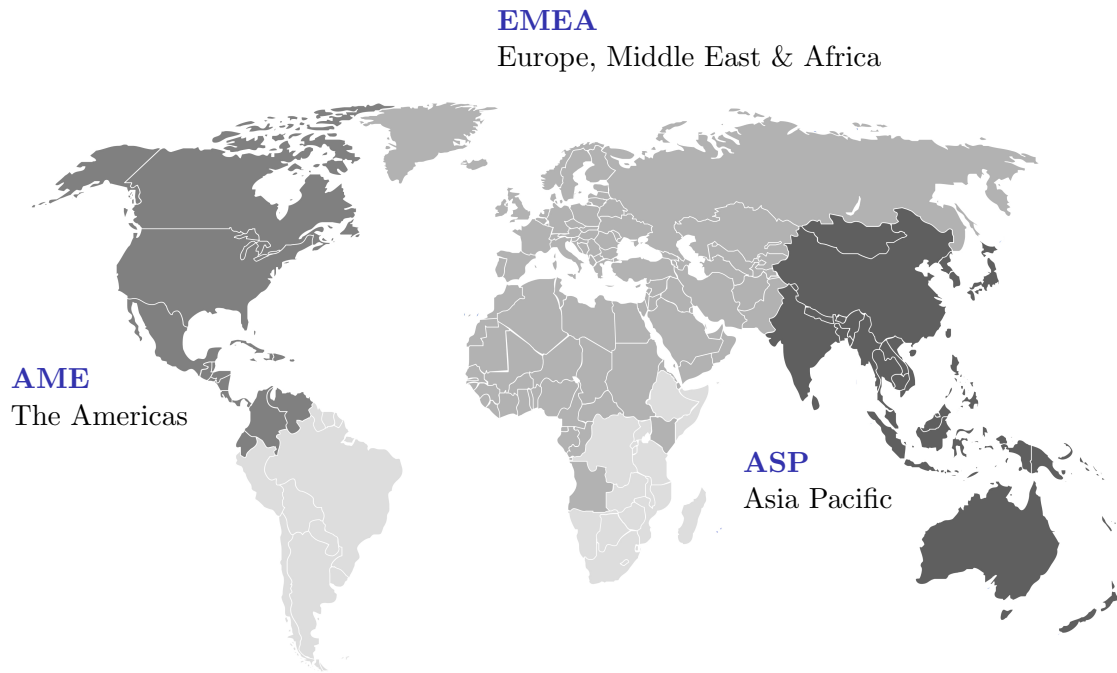 EMEA
Europe, Middle East & Africa
AME
The Americas
ASP
Asia Pacific